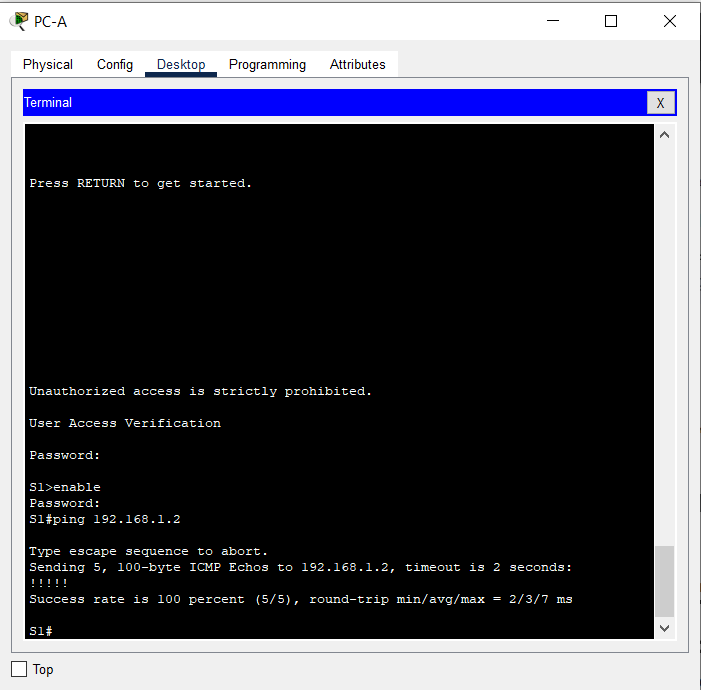 PC-A
Physical Config Desktop Programming Attributes
Terminal X
Press RETURN to get started.
Unauthorized access is strictly prohibited.
User Access Verification
Password:
S1>enable
Password:
S1#ping 192.168.1.2
Type escape sequence to abort.
Sending 5, 100-byte ICMP Echos to 192.168.1.2, timeout is 2 seconds:
!!!!!
Success rate is 100 percent (5/5), round-trip min/avg/max = 2/3/7 ms
S1#
Top